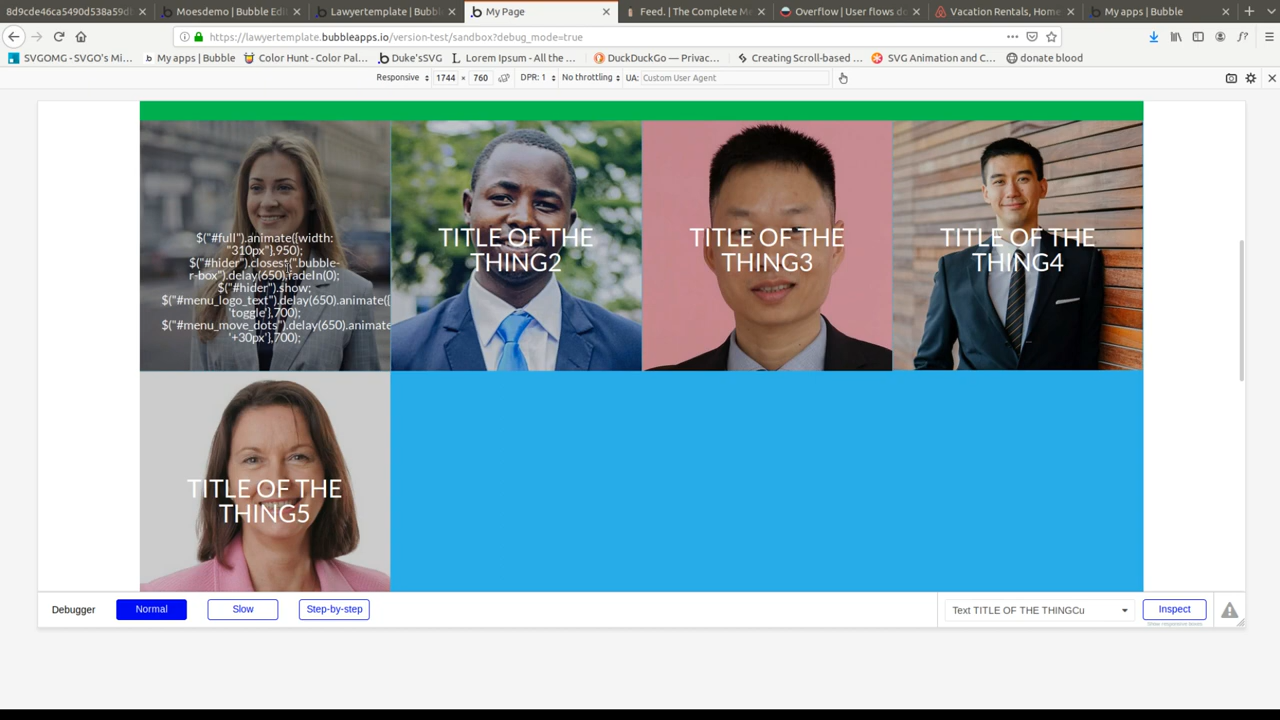 8d9cde46ca5490d538a59d
Moesdemo | Bubble Edi
Lawyertemplate | Bubbl
My Page
Feed. | The Complete M
Overflow | User flows d
Vacation Rentals, Home
My apps | Bubble
https://lawyertemplate.bubbleapps.io/version-test/sandbox?debug_mode=true
SVGOMG - SVGO's Mi…
My apps | Bubble
Color Hunt - Color Pal…
Duke'sSVG
Lorem Ipsum - All the …
DuckDuckGo — Privac…
Creating Scroll-based …
SVG Animation and C…
donate blood
Responsive
1744 × 760
DPR: 1
No throttling
UA: Custom User Agent
$("#full").animate({width:
"310px"},950);
$("#hider").closest(".bubble-
r-box").delay(650).fadeIn(0);
$("#hider").show;
$("#menu_logo_text").delay(650).animate({
'toggle'},700);
$("#menu_move_dots").delay(650).animate
'+30px'},700);
TITLE OF THE
THING2
TITLE OF THE
THING3
TITLE OF THE
THING4
TITLE OF THE
THING5
Debugger
Normal
Slow
Step-by-step
Text TITLE OF THE THINGCu
Inspect
Show responsive boxes